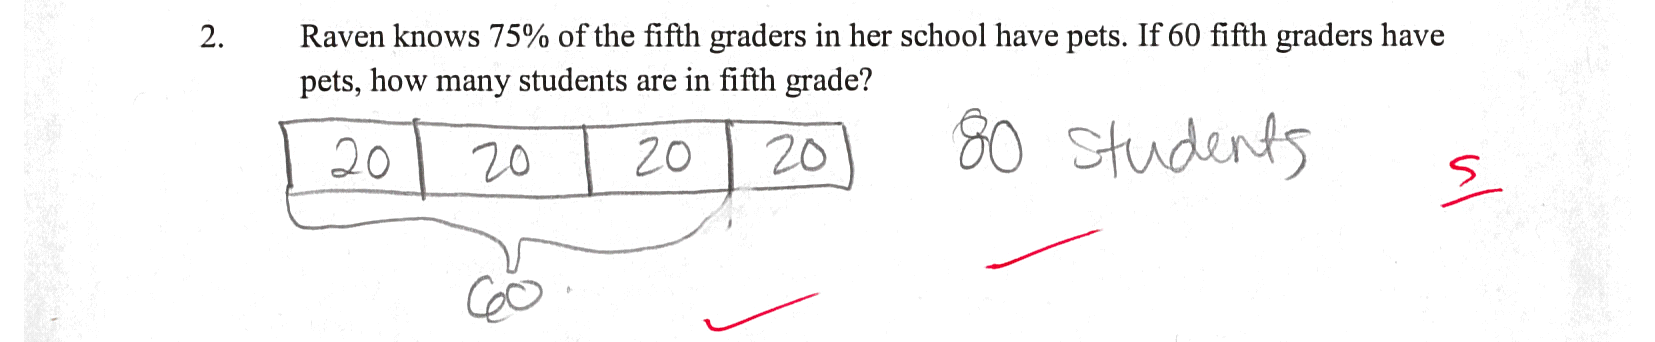 2. Raven knows 75% of the fifth graders in her school have pets. If 60 fifth graders have
pets, how many students are in fifth grade?
20 20 20 20 80 students
5
60